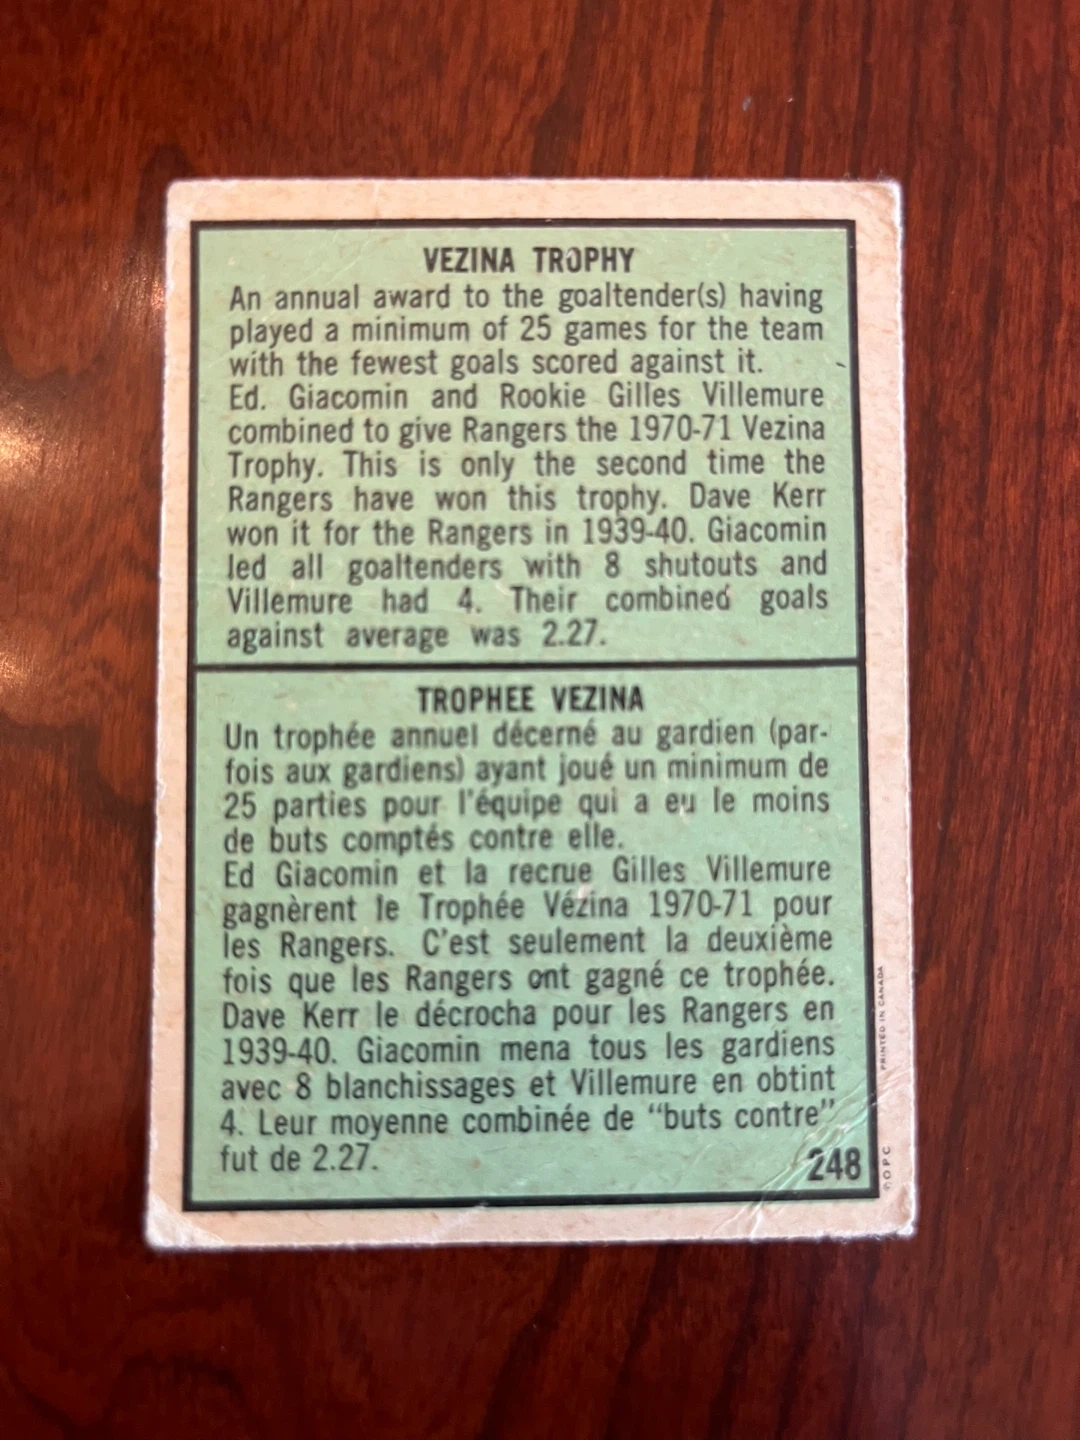 VEZINA TROPHY
An annual award to the goaltender(s) having
played a minimum of 25 games for the team
with the fewest goals scored against it.
Ed. Giacomin and Rookie Gilles Villemure
combined to give Rangers the 1970-71 Vezina
Trophy. This is only the second time the
Rangers have won this trophy. Dave Kerr
won it for the Rangers in 1939-40. Giacomin
led all goaltenders with 8 shutouts and
Villemure had 4. Their combined goals
against average was 2.27.
TROPHEE VEZINA
Un trophée annuel décerné au gardien (par-
fois aux gardiens) ayant joué un minimum de
25 parties pour l'équipe qui a eu le moins
de buts comptés contre elle.
Ed Giacomin et la recrue Gilles Villemure
gagnèrent le Trophée Vézina 1970-71 pour
les Rangers. C'est seulement la deuxième
fois que les Rangers ont gagné ce trophée.
Dave Kerr le décrocha pour les Rangers en
1939-40. Giacomin mena tous les gardiens
avec 8 blanchissages et Villemure en obtint
4. Leur moyenne combinée de "buts contre"
fut de 2.27.
248
©O.P.C. PRINTED IN CANADA